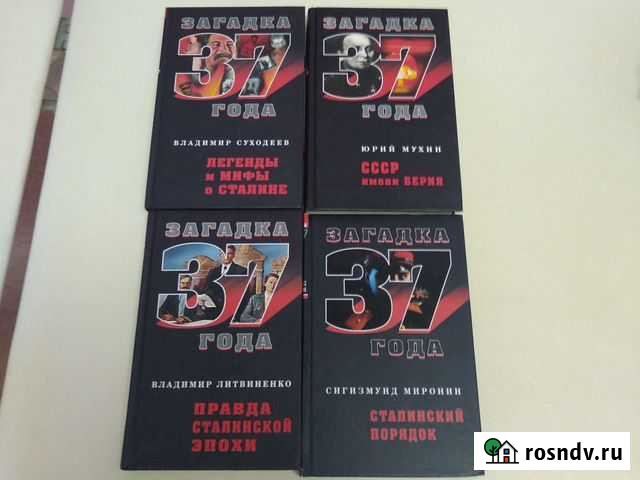 ЗАГАДКА
37
ГОДА
ВЛАДИМИР СУХОДЕЕВ
ЛЕГЕНДЫ
и МИФЫ
о СТАЛИНЕ
ЗАГАДКА
37
ГОДА
ЮРИЙ МУХИН
СССР
имени БЕРИЯ
ЗАГАДКА
37
ГОДА
ВЛАДИМИР ЛИТВИНЕНКО
ПРАВДА
СТАЛИНСКОЙ
ЭПОХИ
ЗАГАДКА
37
ГОДА
СИГИЗМУНД МИРОНИН
СТАЛИНСКИЙ
ПОРЯДОК
rosndv.ru